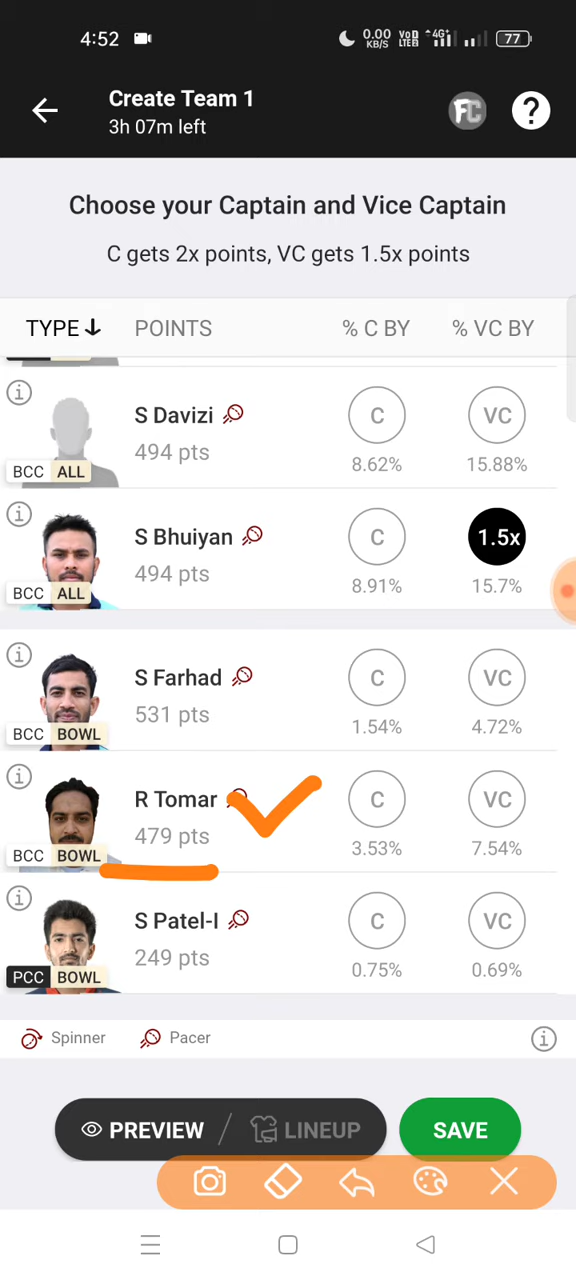 4:52 0.00 KB/S VoD LTE2 4G+ 77
Create Team 1
3h 07m left
FC ?
Choose your Captain and Vice Captain
C gets 2x points, VC gets 1.5x points
TYPE POINTS % C BY % VC BY
S Davizi C VC
494 pts
BCC ALL 8.62% 15.88%
S Bhuiyan C 1.5x
494 pts
BCC ALL 8.91% 15.7%
S Farhad C VC
531 pts
BCC BOWL 1.54% 4.72%
R Tomar C VC
479 pts
BCC BOWL 3.53% 7.54%
S Patel-I C VC
249 pts
PCC BOWL 0.75% 0.69%
Spinner Pacer
PREVIEW / LINEUP SAVE